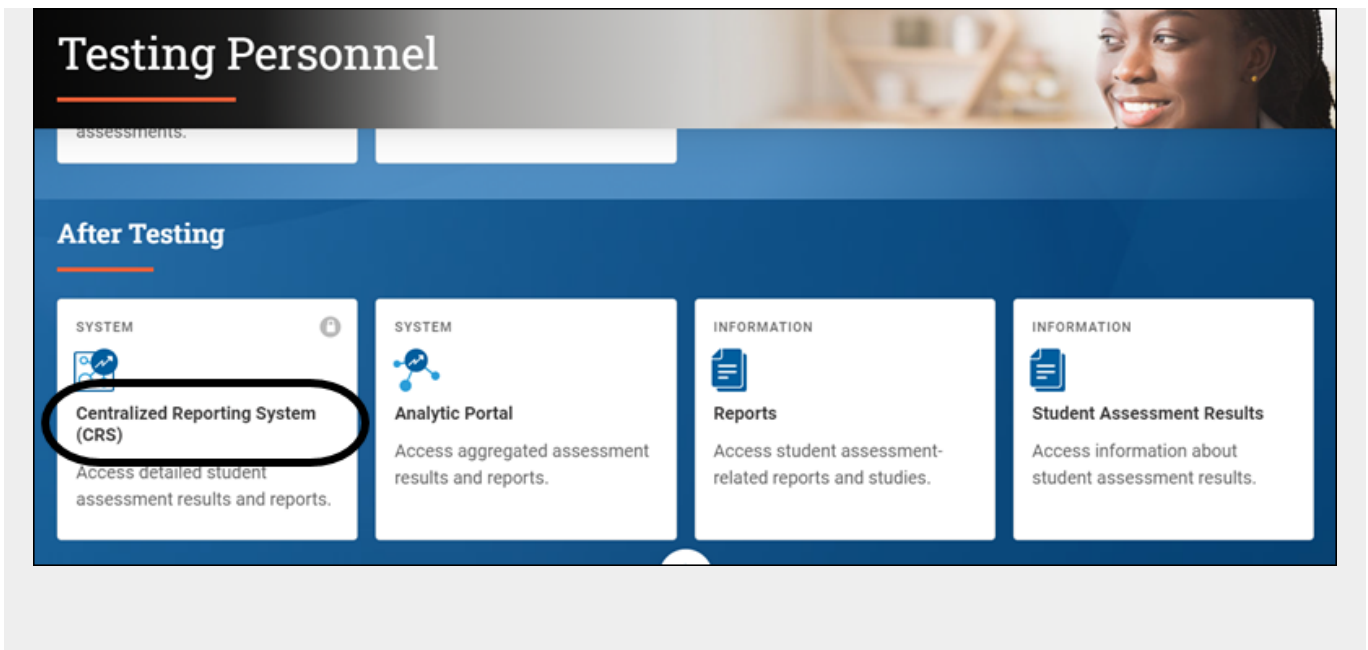 Testing Personnel
assessments.
After Testing
SYSTEM
Centralized Reporting System
(CRS)
Access detailed student
assessment results and reports.
SYSTEM
Analytic Portal
Access aggregated assessment
results and reports.
INFORMATION
Reports
Access student assessment-
related reports and studies.
INFORMATION
Student Assessment Results
Access information about
student assessment results.